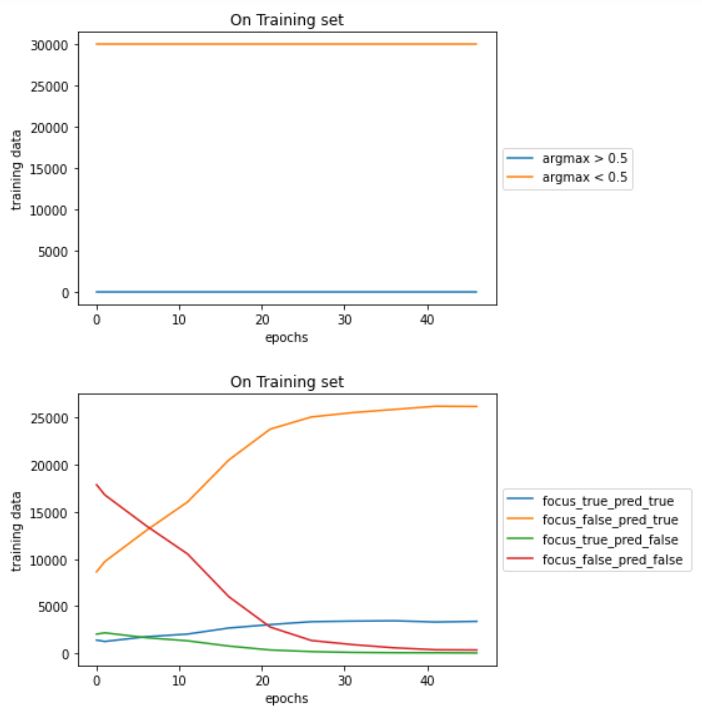 On Training set
30000
25000
20000
15000
10000
5000
0
training data
0 10 20 30 40
epochs
argmax > 0.5
argmax < 0.5
On Training set
25000
20000
15000
10000
5000
0
training data
0 10 20 30 40
epochs
focus_true_pred_true
focus_false_pred_true
focus_true_pred_false
focus_false_pred_false